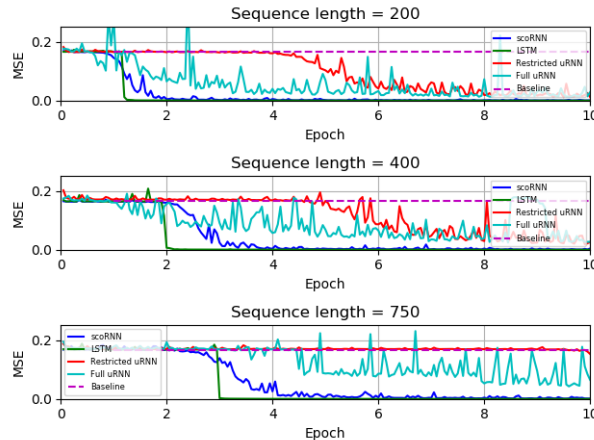 Sequence length = 200
MSE
0.2
0.0
0
2
4
6
8
10
Epoch
scoRNN
LSTM
Restricted uRNN
Full uRNN
Baseline
Sequence length = 400
MSE
0.2
0.0
0
2
4
6
8
10
Epoch
scoRNN
LSTM
Restricted uRNN
Full uRNN
Baseline
Sequence length = 750
MSE
0.2
0.0
0
2
4
6
8
10
Epoch
scoRNN
LSTM
Restricted uRNN
Full uRNN
Baseline